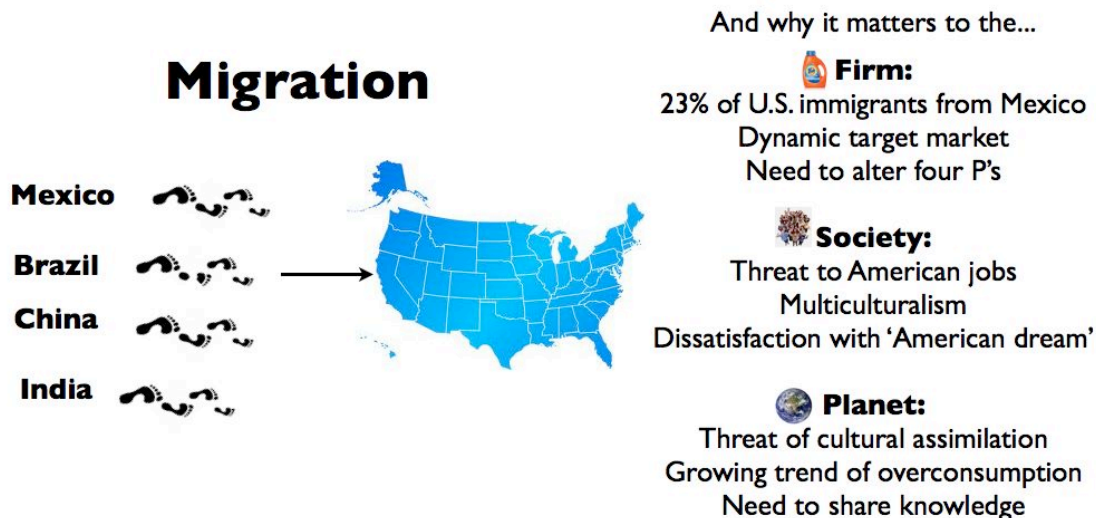 Migration
Mexico
Brazil
China
India
And why it matters to the...
Firm:
23% of U.S. immigrants from Mexico
Dynamic target market
Need to alter four P's
Society:
Threat to American jobs
Multiculturalism
Dissatisfaction with ‘American dream’
Planet:
Threat of cultural assimilation
Growing trend of overconsumption
Need to share knowledge